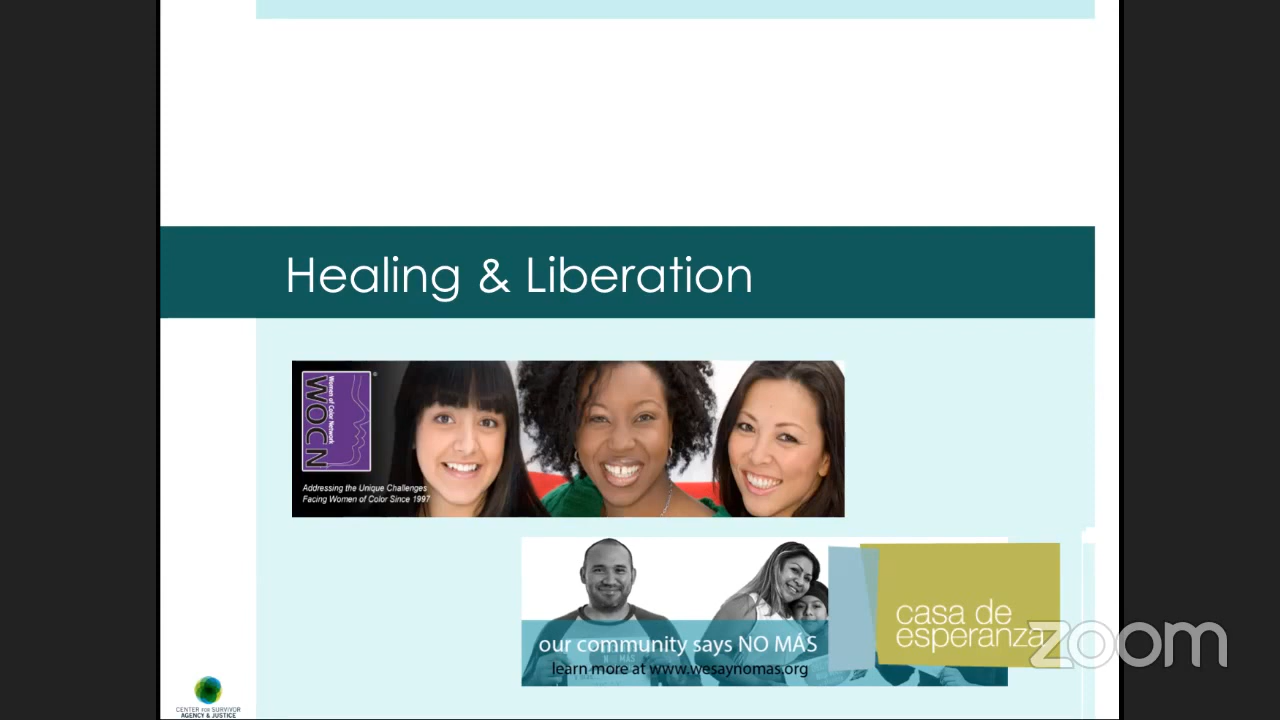 Healing & Liberation
Women of Color Network
WOCN
Addressing the Unique Challenges
Facing Women of Color Since 1997
our community says NO MÁS
learn more at www.wesaynomas.org
casa de
esperanza
zoom
CENTER FOR SURVIVOR
AGENCY & JUSTICE